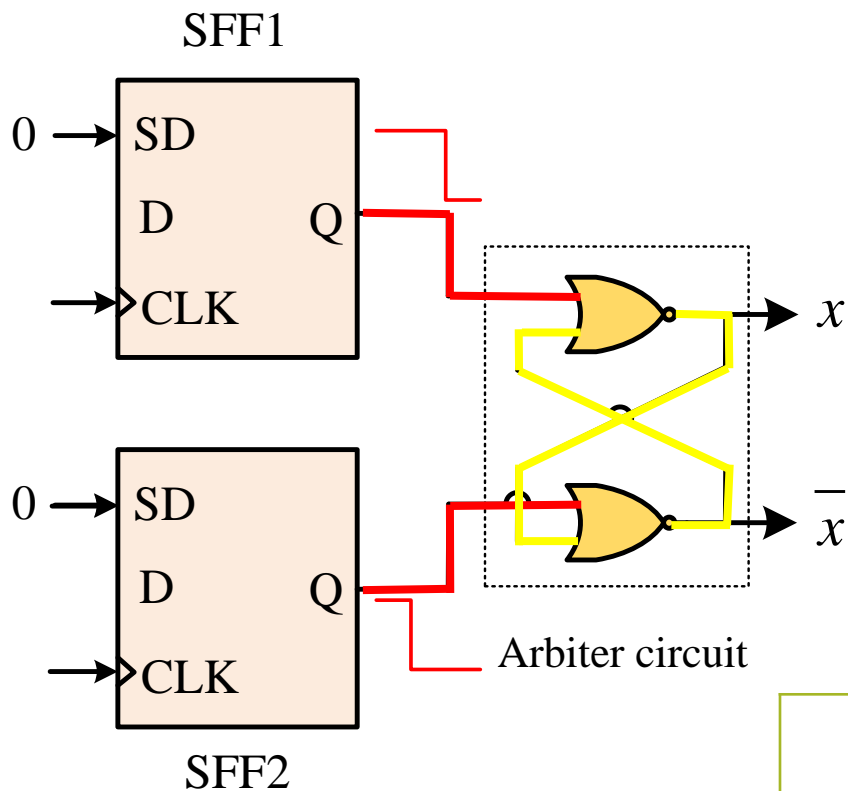 SFF1
0
SD
D
Q
CLK
x
0
SD
D
Q
CLK
x̅
Arbiter circuit
SFF2